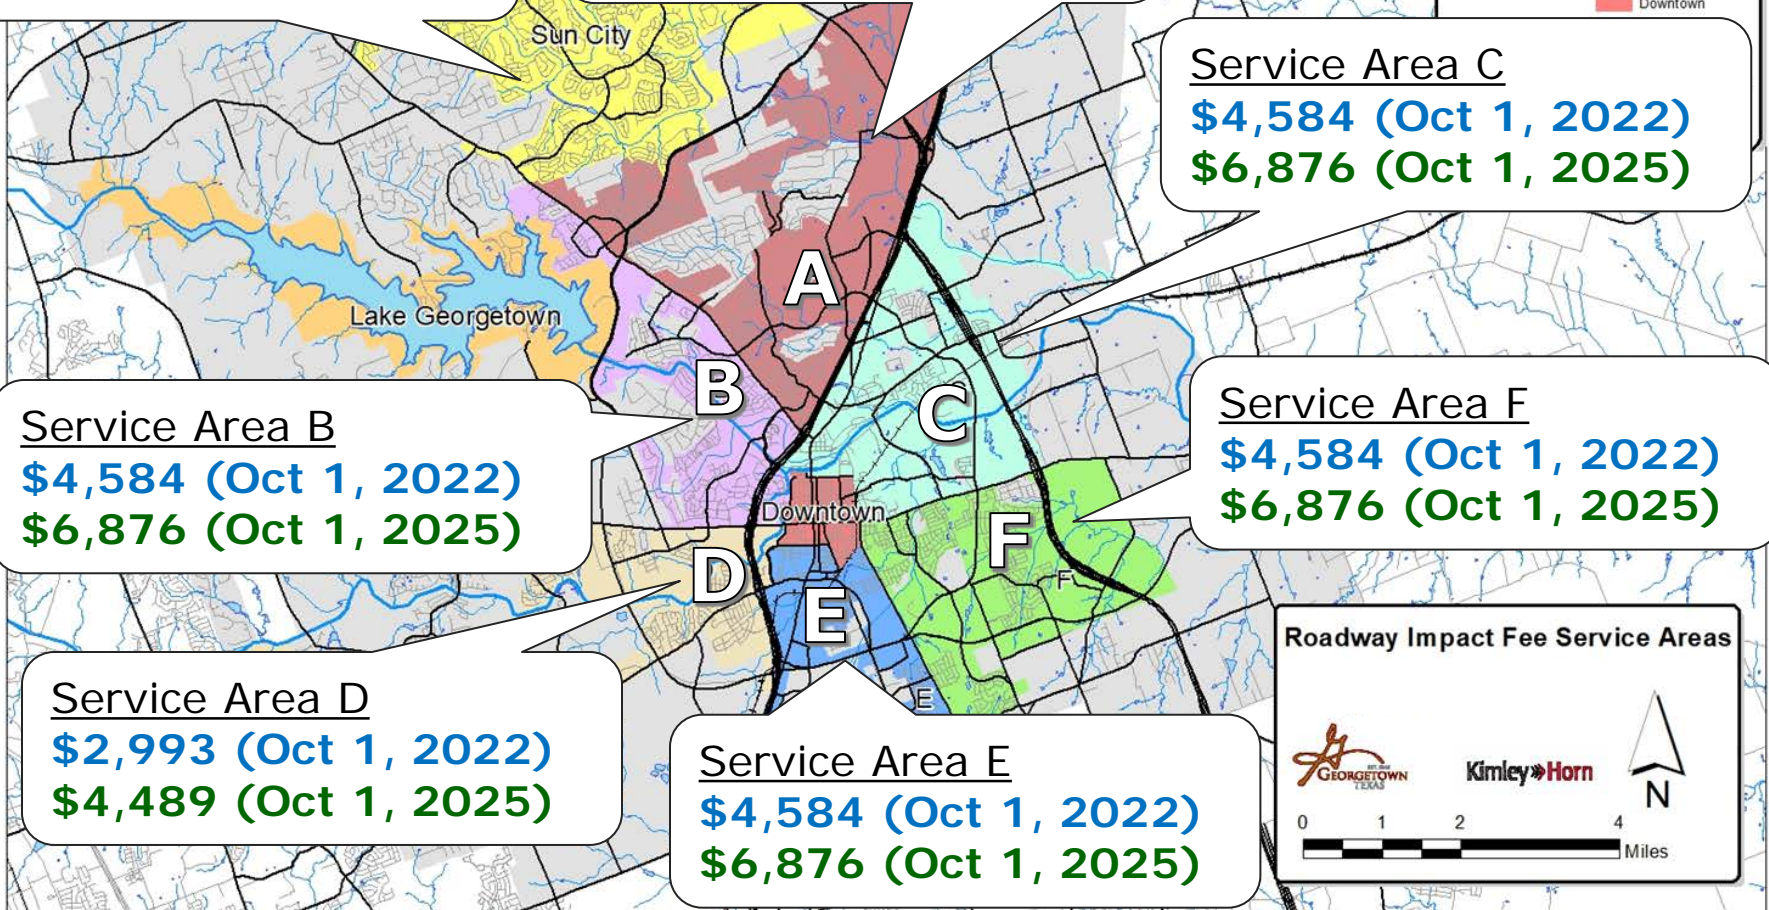 Downtown
Sun City
Service Area C
$4,584 (Oct 1, 2022)
$6,876 (Oct 1, 2025)
A
Lake Georgetown
B
C
Service Area B
$4,584 (Oct 1, 2022)
$6,876 (Oct 1, 2025)
Service Area F
$4,584 (Oct 1, 2022)
$6,876 (Oct 1, 2025)
Downtown
D
F
F
E
E
Service Area D
$2,993 (Oct 1, 2022)
$4,489 (Oct 1, 2025)
Service Area E
$4,584 (Oct 1, 2022)
$6,876 (Oct 1, 2025)
Roadway Impact Fee Service Areas
G
GEORGETOWN
TEXAS
Kimley»Horn
N
0 1 2 4
Miles